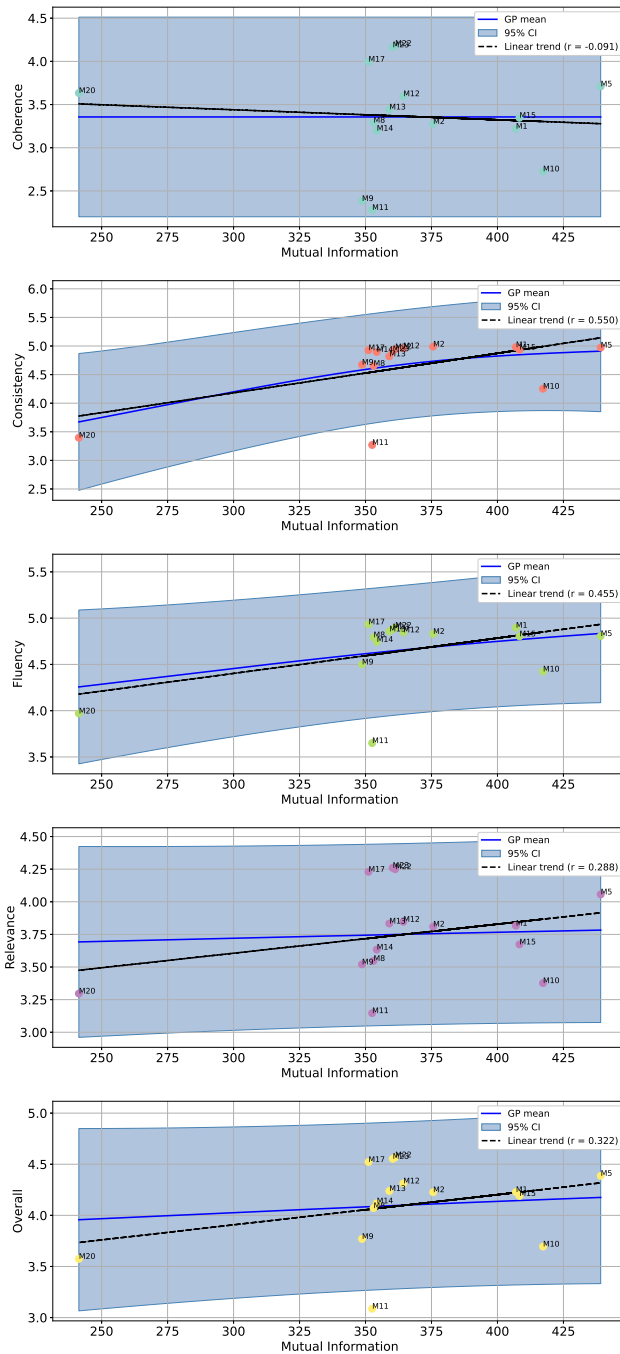 4.5
4.0
3.5
3.0
2.5
Coherence
GP mean
95% CI
Linear trend (r = -0.091)
M22
M17
M20
M5
M12
M13
M8
M14
M2
M15
M1
M10
M9
M11
250 275 300 325 350 375 400 425
Mutual Information
6.0
5.5
5.0
4.5
4.0
3.5
3.0
2.5
Consistency
GP mean
95% CI
Linear trend (r = 0.550)
M17
M14
M12
M13
M2
M1
M15
M5
M9
M8
M10
M20
M11
250 275 300 325 350 375 400 425
Mutual Information
5.5
5.0
4.5
4.0
3.5
Fluency
GP mean
95% CI
Linear trend (r = 0.455)
M17
M22
M12
M13
M8
M14
M2
M1
M15
M5
M9
M10
M20
M11
250 275 300 325 350 375 400 425
Mutual Information
4.50
4.25
4.00
3.75
3.50
3.25
3.00
Relevance
GP mean
95% CI
Linear trend (r = 0.288)
M23
M22
M17
M5
M13
M12
M2
M1
M14
M15
M9
M8
M10
M20
M11
250 275 300 325 350 375 400 425
Mutual Information
5.0
4.5
4.0
3.5
3.0
Overall
GP mean
95% CI
Linear trend (r = 0.322)
M22
M23
M17
M5
M12
M13
M2
M1
M15
M14
M8
M9
M10
M20
M11
250 275 300 325 350 375 400 425
Mutual Information